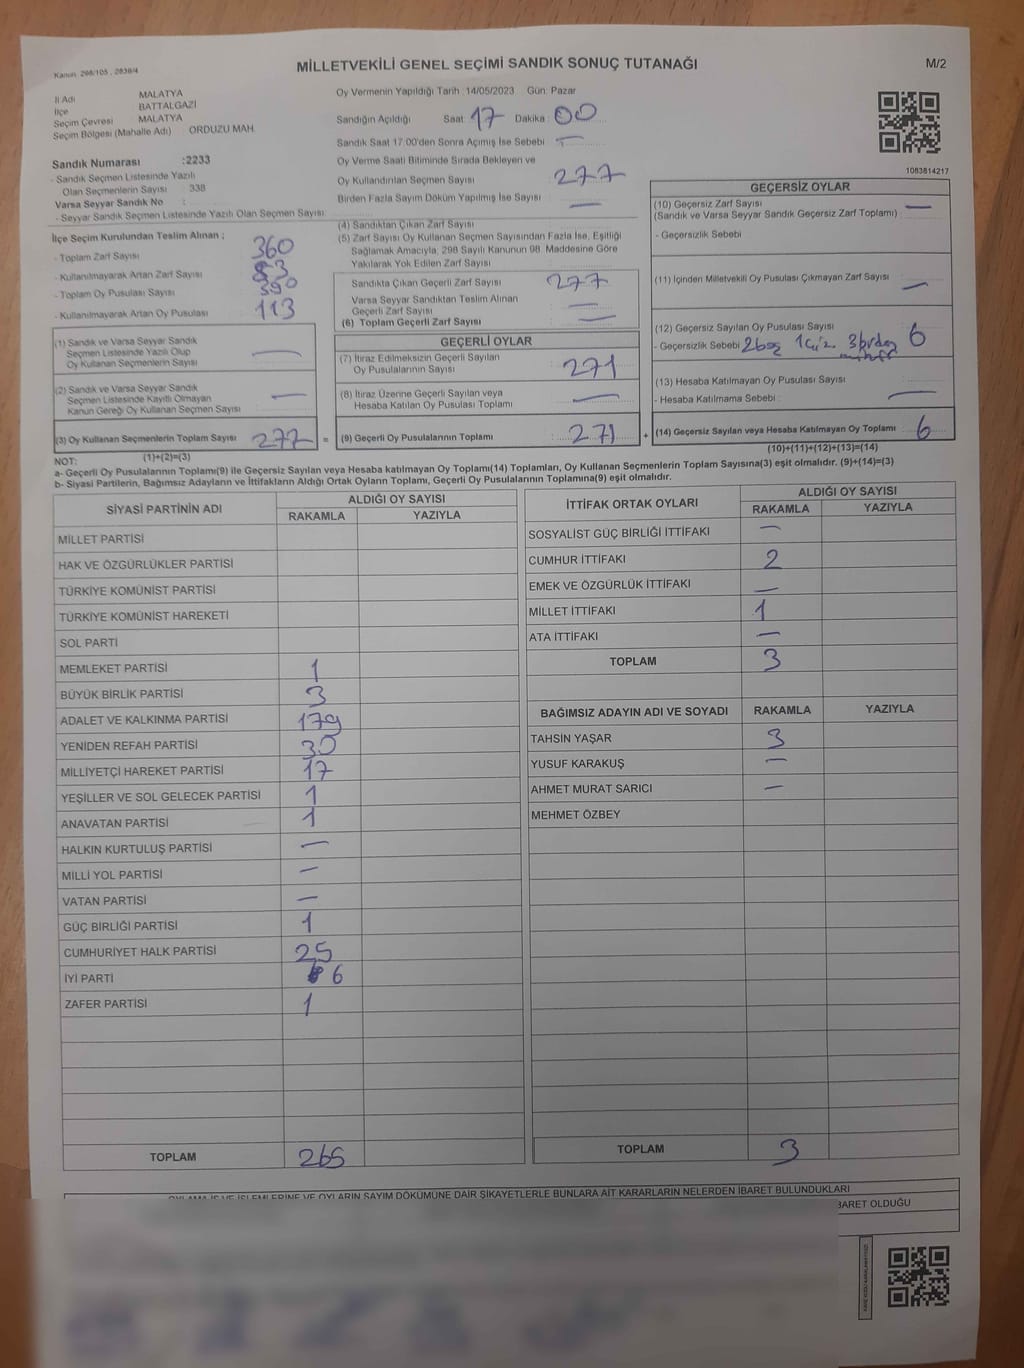 Kanun 298/105 , 2839/4
MİLLETVEKİLİ GENEL SEÇİMİ SANDIK SONUÇ TUTANAĞI
M/2
İl Adı MALATYA
İlçe BATTALGAZİ
Seçim Çevresi MALATYA
Seçim Bölgesi (Mahalle Adı) ORDUZU MAH.
Sandık Numarası :2233
- Sandık Seçmen Listesinde Yazılı
Olan Seçmenlerin Sayısı : 338
Varsa Seyyar Sandık No :
- Seyyar Sandık Seçmen Listesinde Yazılı Olan Seçmen Sayısı:
Oy Vermenin Yapıldığı Tarih :14/05/2023 Gün: Pazar
Sandığın Açıldığı Saat 17 Dakika : 00
Sandık Saat 17:00'den Sonra Açımış İse Sebebi : —
Oy Verme Saati Bitiminde Sırada Bekleyen ve
Oy Kullandırılan Seçmen Sayısı : 277
Birden Fazla Sayım Döküm Yapılmış İse Sayısı : —
1083814217
İlçe Seçim Kurulundan Teslim Alınan ;
- Toplam Zarf Sayısı : 360
- Kullanılmayarak Artan Zarf Sayısı : 83
- Toplam Oy Pusulası Sayısı : 390
- Kullanılmayarak Artan Oy Pusulası : 113
(4) Sandıktan Çıkan Zarf Sayısı
(5) Zarf Sayısı Oy Kullanan Seçmen Sayısından Fazla İse, Eşitliği
Sağlamak Amacıyla; 298 Sayılı Kanunun 98. Maddesine Göre
Yakılarak Yok Edilen Zarf Sayısı
Sandıkta Çıkan Geçerli Zarf Sayısı : 277
Varsa Seyyar Sandıktan Teslim Alınan
Geçerli Zarf Sayısı : —
(6) Toplam Geçerli Zarf Sayısı : —
GEÇERSİZ OYLAR
(10) Geçersiz Zarf Sayısı —
(Sandık ve Varsa Seyyar Sandık Geçersiz Zarf Toplamı) :
- Geçersizlik Sebebi
(11) İçinden Milletvekili Oy Pusulası Çıkmayan Zarf Sayısı —
(12) Geçersiz Sayılan Oy Pusulası Sayısı 6
- Geçersizlik Sebebi : 2 boş
(13) Hesaba Katılmayan Oy Pusulası Sayısı —
- Hesaba Katılmama Sebebi :
(14) Geçersiz Sayılan veya Hesaba Katılmayan Oy Toplamı 6
(10)+(11)+(12)+(13)=(14)
(1) Sandık ve Varsa Seyyar Sandık
Seçmen Listesinde Yazılı Olup
Oy Kullanan Seçmenlerin Sayısı : —
(2) Sandık ve Varsa Seyyar Sandık
Seçmen Listesinde Kayıtlı Olmayan
Kanun Gereği Oy Kullanan Seçmen Sayısı : —
(3) Oy Kullanan Seçmenlerin Toplam Sayısı : 277 =
(1)+(2)=(3)
GEÇERLİ OYLAR
(7) İtiraz Edilmeksizin Geçerli Sayılan
Oy Pusulalarının Sayısı : 271
(8) İtiraz Üzerine Geçerli Sayılan veya
Hesaba Katılan Oy Pusulası Toplamı : —
(9) Geçerli Oy Pusulalarının Toplamı : 271 +
NOT:
a- Geçerli Oy Pusulalarının Toplamı(9) ile Geçersiz Sayılan veya Hesaba katılmayan Oy Toplamı(14) Toplamları, Oy Kullanan Seçmenlerin Toplam Sayısına(3) eşit olmalıdır. (9)+(14)=(3)
b- Siyasi Partilerin, Bağımsız Adayların ve İttifakların Aldığı Ortak Oyların Toplamı, Geçerli Oy Pusulalarının Toplamına(9) eşit olmalıdır.
SİYASİ PARTİNİN ADI ALDIĞI OY SAYISI
RAKAMLA YAZIYLA
MİLLET PARTİSİ
HAK VE ÖZGÜRLÜKLER PARTİSİ
TÜRKİYE KOMÜNİST PARTİSİ
TÜRKİYE KOMÜNİST HAREKETİ
SOL PARTİ
MEMLEKET PARTİSİ 1
BÜYÜK BİRLİK PARTİSİ 3
ADALET VE KALKINMA PARTİSİ 179
YENİDEN REFAH PARTİSİ 30
MİLLİYETÇİ HAREKET PARTİSİ 17
YEŞİLLER VE SOL GELECEK PARTİSİ 1
ANAVATAN PARTİSİ 1
HALKIN KURTULUŞ PARTİSİ —
MİLLİ YOL PARTİSİ —
VATAN PARTİSİ —
GÜÇ BİRLİĞİ PARTİSİ 1
CUMHURİYET HALK PARTİSİ 25
İYİ PARTİ 6
ZAFER PARTİSİ 1
TOPLAM 265
İTTİFAK ORTAK OYLARI ALDIĞI OY SAYISI
RAKAMLA YAZIYLA
SOSYALİST GÜÇ BİRLİĞİ İTTİFAKI —
CUMHUR İTTİFAKI 2
EMEK VE ÖZGÜRLÜK İTTİFAKI —
MİLLET İTTİFAKI 1
ATA İTTİFAKI —
TOPLAM 3
BAĞIMSIZ ADAYIN ADI VE SOYADI RAKAMLA YAZIYLA
TAHSİN YAŞAR 3
YUSUF KARAKUŞ —
AHMET MURAT SARICI —
MEHMET ÖZBEY
TOPLAM 3
OYLAMA İŞ VE İŞLEMLERİNE VE OYLARIN SAYIM DÖKÜMÜNE DAİR ŞİKAYETLERLE BUNLARA AİT KARARLARIN NELERDEN İBARET BULUNDUKLARI
BARET OLDUĞU